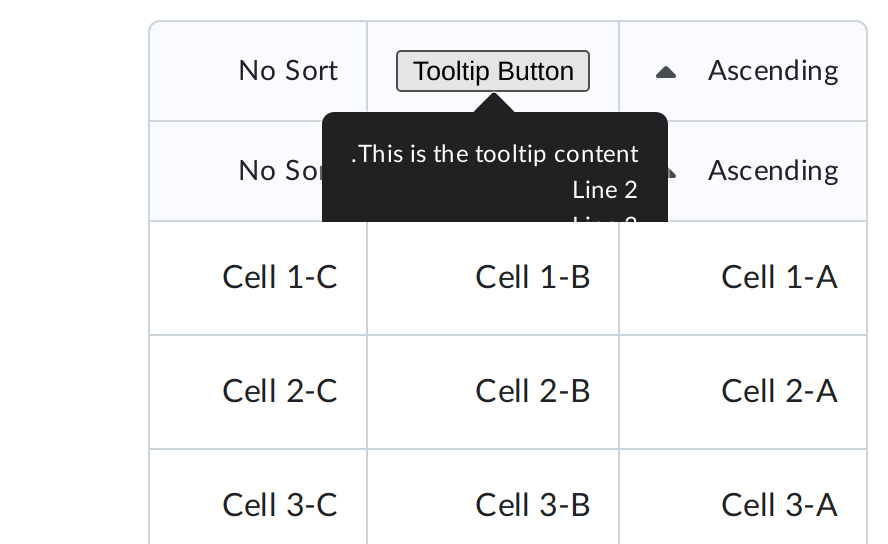 No Sort Tooltip Button Ascending
.This is the tooltip content
No Ascending
Line 2
Cell 1-C Cell 1-B Cell 1-A
Cell 2-C Cell 2-B Cell 2-A
Cell 3-C Cell 3-B Cell 3-A